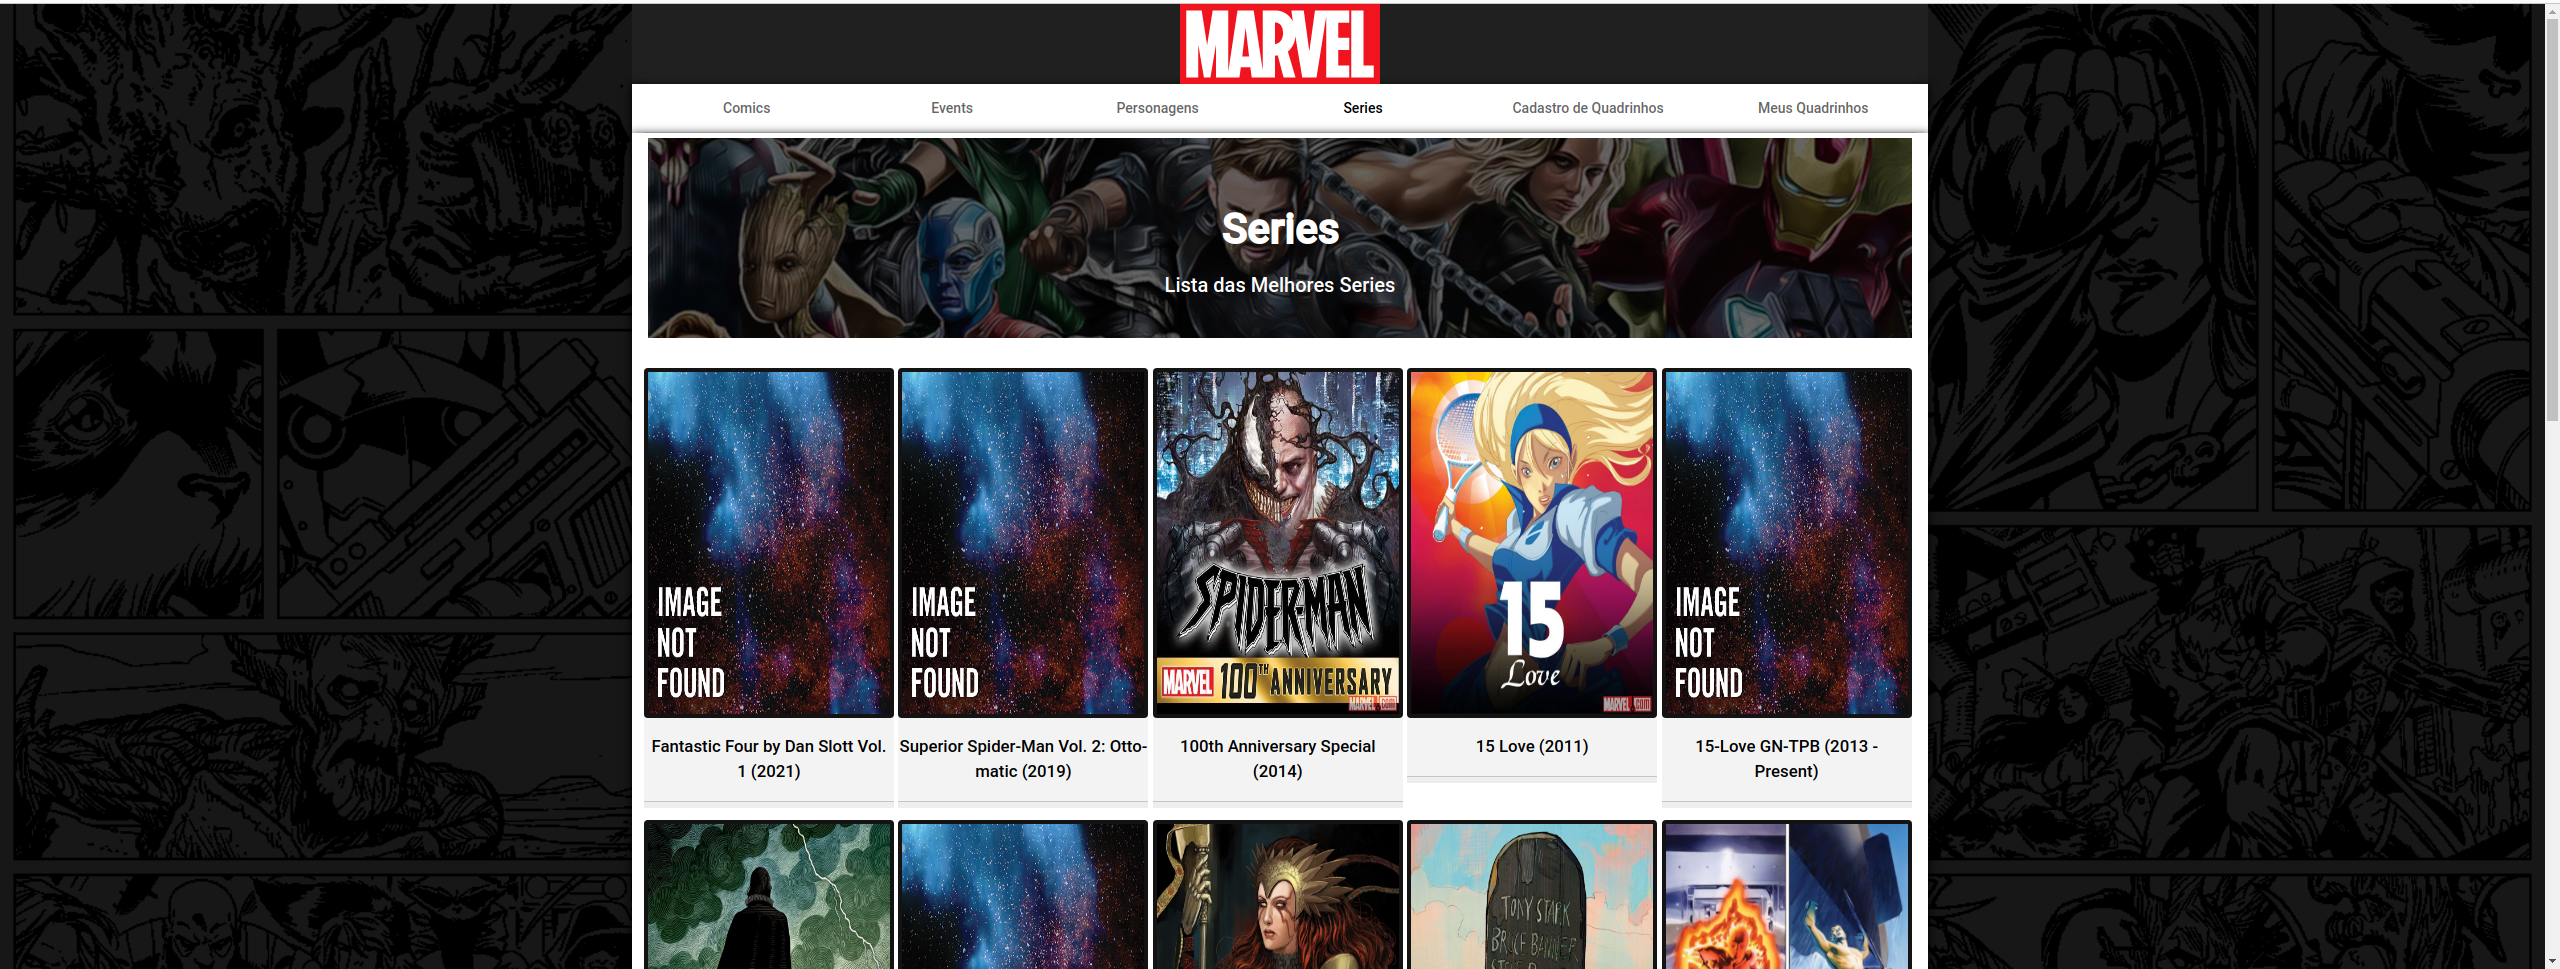 MARVEL
Comics
Events
Personagens
Series
Cadastro de Quadrinhos
Meus Quadrinhos
Series
Lista das Melhores Series
IMAGE
NOT
FOUND
Fantastic Four by Dan Slott Vol.
1 (2021)
IMAGE
NOT
FOUND
Superior Spider-Man Vol. 2: Otto-
matic (2019)
SPIDER-MAN
MARVEL 100TH ANNIVERSARY
MARVEL.COM
100th Anniversary Special
(2014)
15
Love
MARVEL.COM
15 Love (2011)
IMAGE
NOT
FOUND
15-Love GN-TPB (2013 -
Present)
TONY STARK
BRUCE BANNER